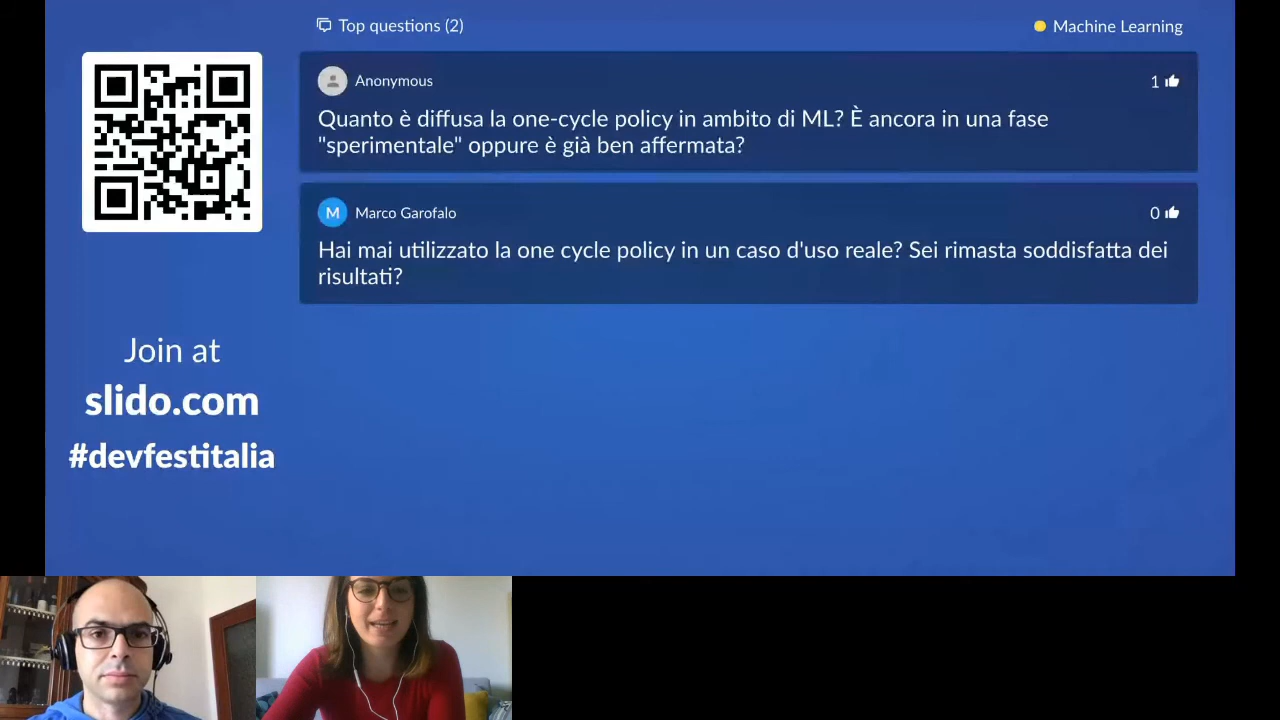 Top questions (2)
Machine Learning
Anonymous
1
Quanto è diffusa la one-cycle policy in ambito di ML? È ancora in una fase
"sperimentale" oppure è già ben affermata?
M
Marco Garofalo
0
Hai mai utilizzato la one cycle policy in un caso d'uso reale? Sei rimasta soddisfatta dei
risultati?
Join at
slido.com
#devfestitalia